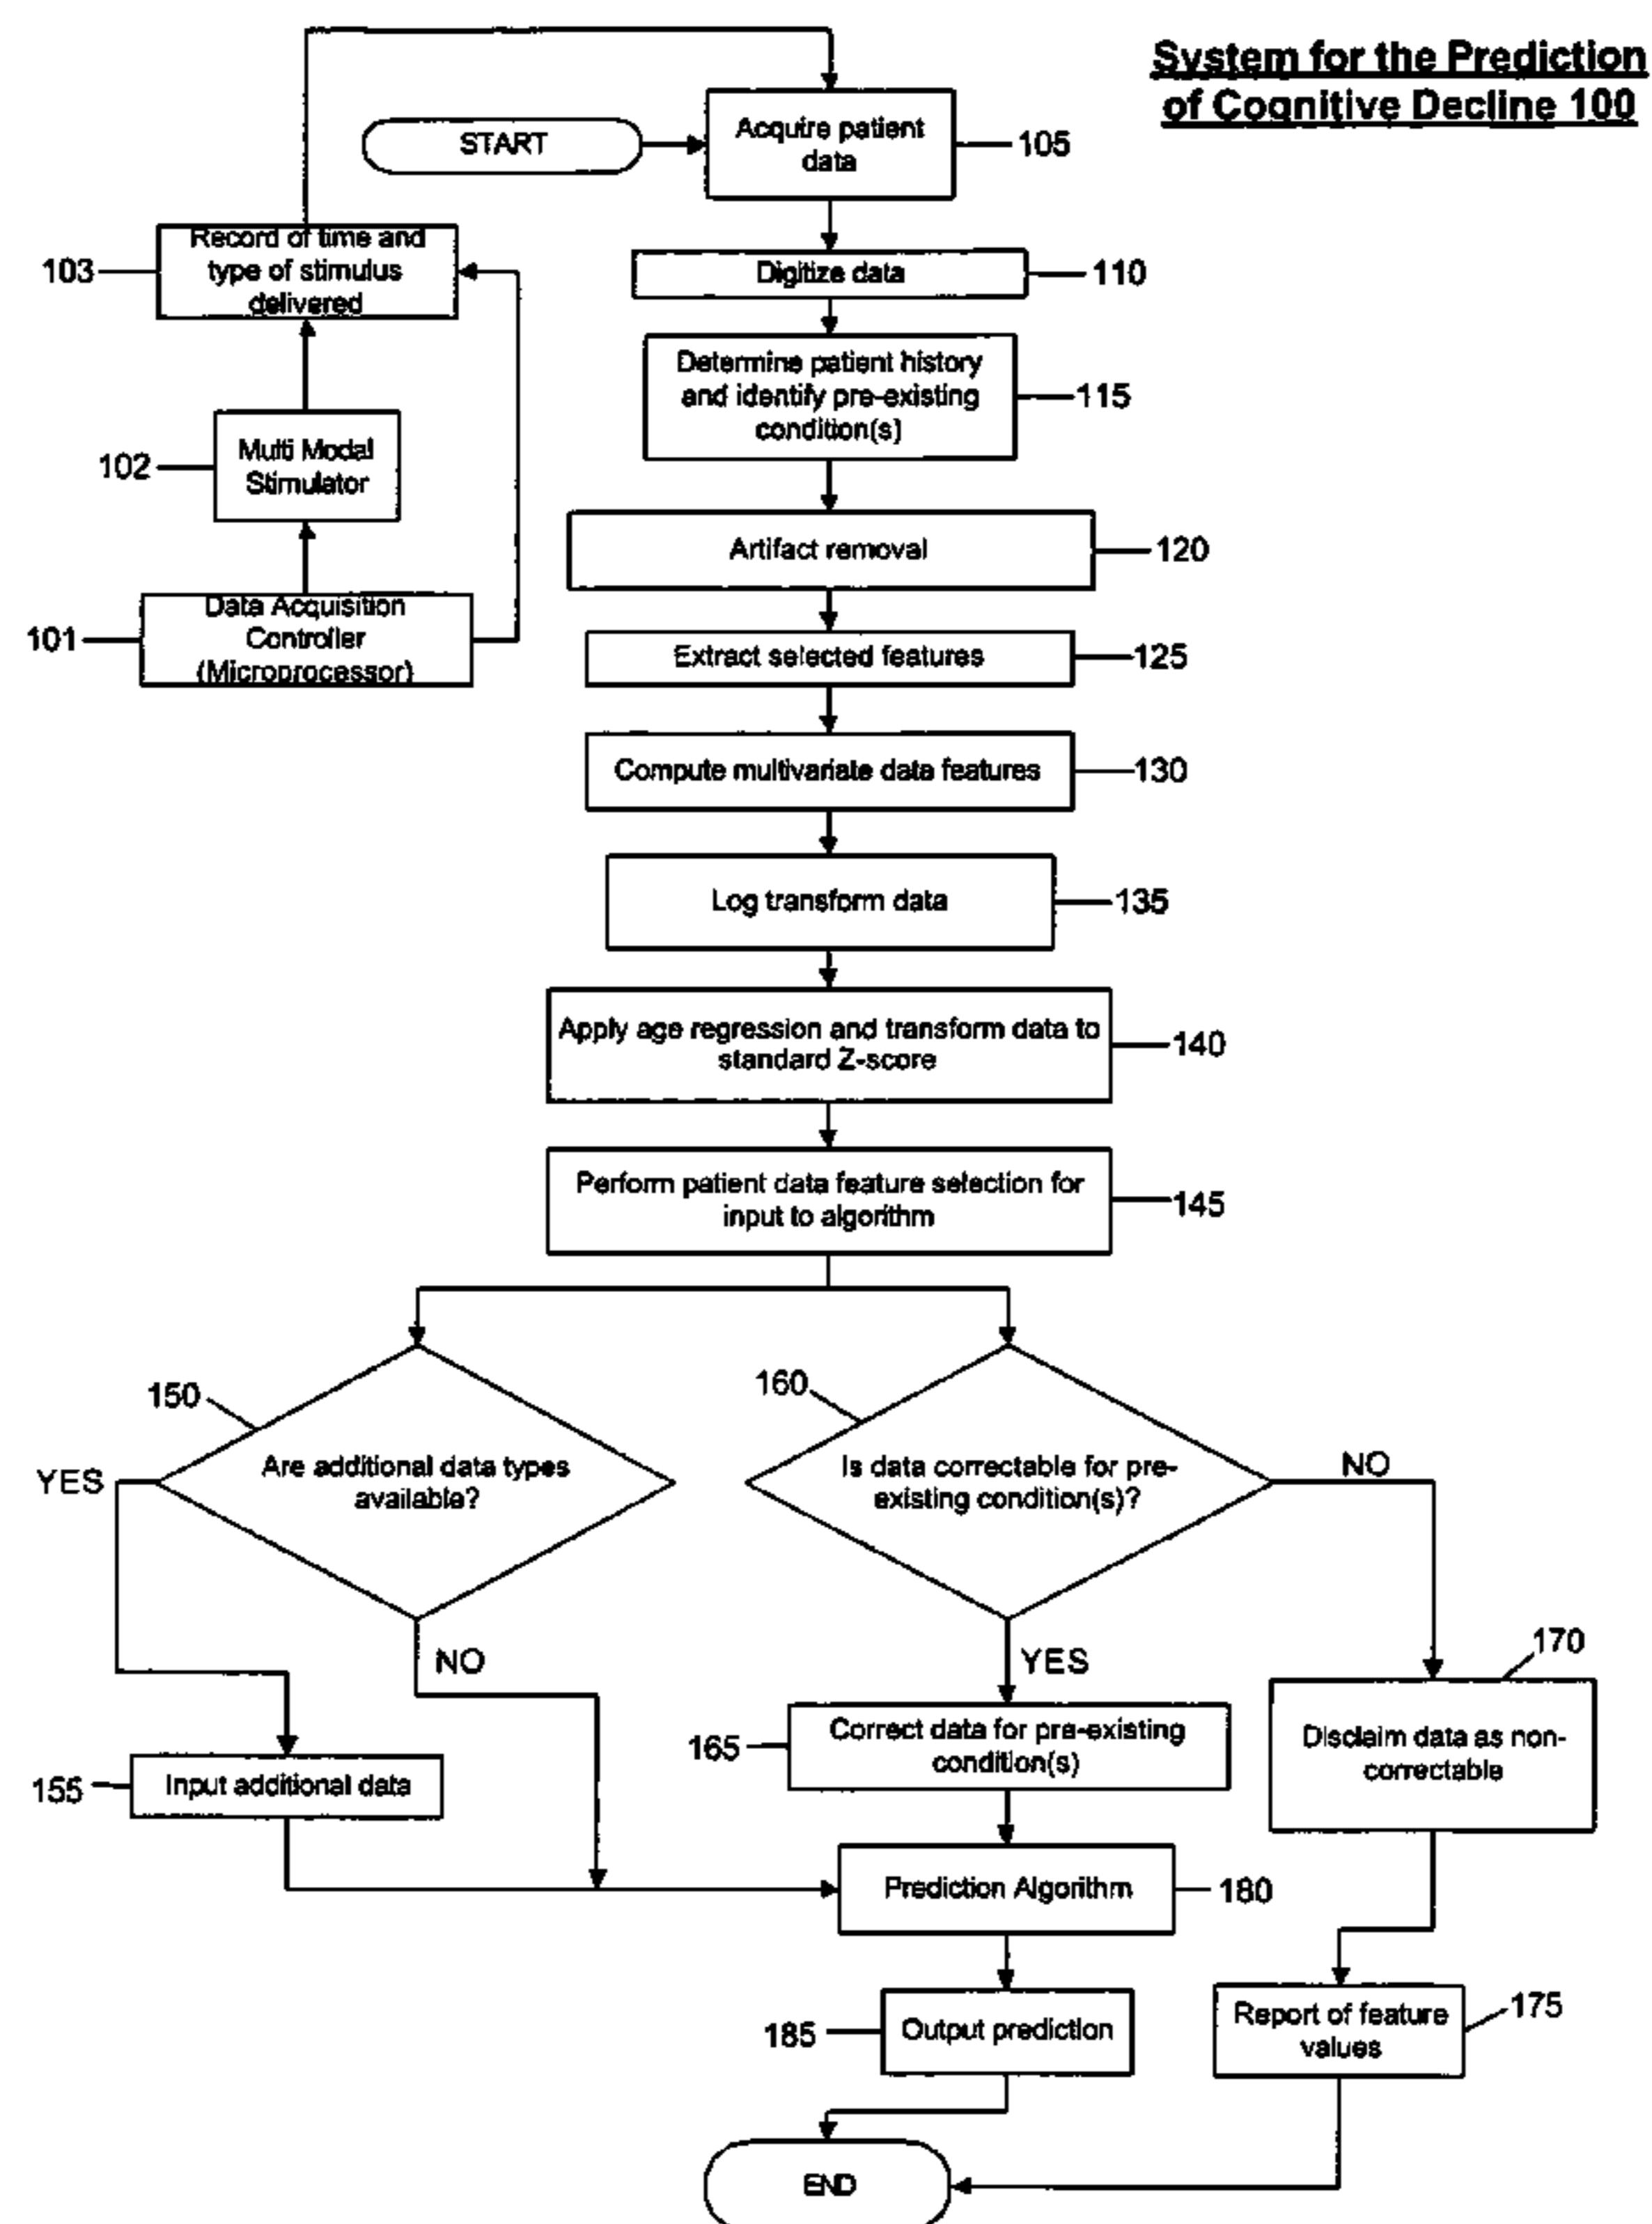 System for the Prediction
of Cognitive Decline 100
START
Acquire patient
data
105
Record of time and
type of stimulus
delivered
103
Digitize data
110
Determine patient history
and identify pre-existing
condition(s)
115
Multi Modal
Stimulator
102
Artifact removal
120
Data Acquisition
Controller
(Microprocessor)
101
Extract selected features
125
Compute multivariate data features
130
Log transform data
135
Apply age regression and transform data to
standard Z-score
140
Perform patient data feature selection for
input to algorithm
145
150
Are additional data types
available?
YES
NO
160
Is data correctable for pre-
existing condition(s)?
NO
YES
155
Input additional data
165
Correct data for pre-existing
condition(s)
170
Disclaim data as non-
correctable
Prediction Algorithm
180
185
Output prediction
Report of feature
values
175
END